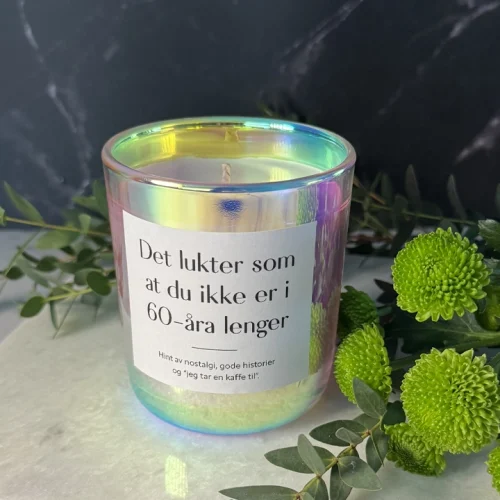 Det lukter som
at du ikke er i
60-åra lenger
Hint av nostalgi, gode historier
og "jeg tar en kaffe til".